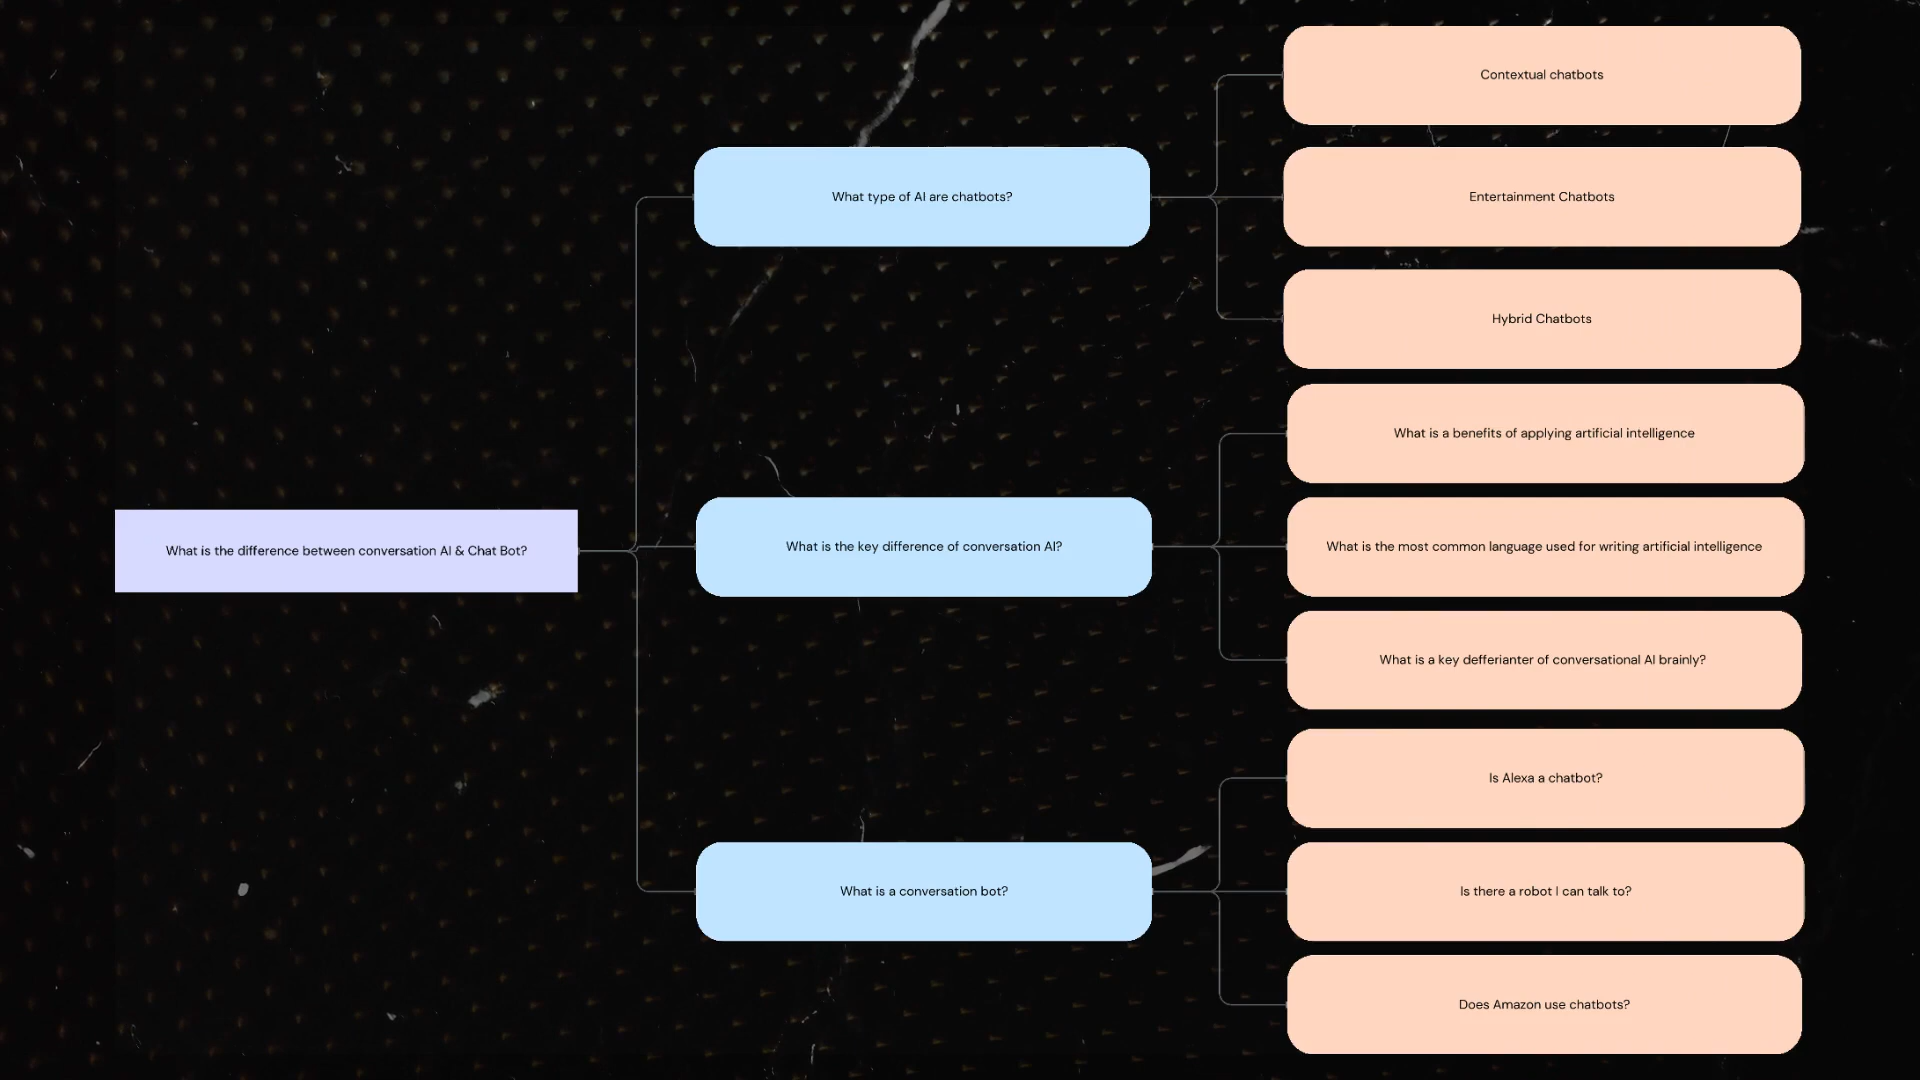 What is the difference between conversation AI & Chat Bot?
What type of AI are chatbots?
Contextual chatbots
Entertainment Chatbots
Hybrid Chatbots
What is the key difference of conversation AI?
What is a benefits of applying artificial intelligence
What is the most common language used for writing artificial intelligence
What is a key defferianter of conversational AI brainly?
What is a conversation bot?
Is Alexa a chatbot?
Is there a robot I can talk to?
Does Amazon use chatbots?